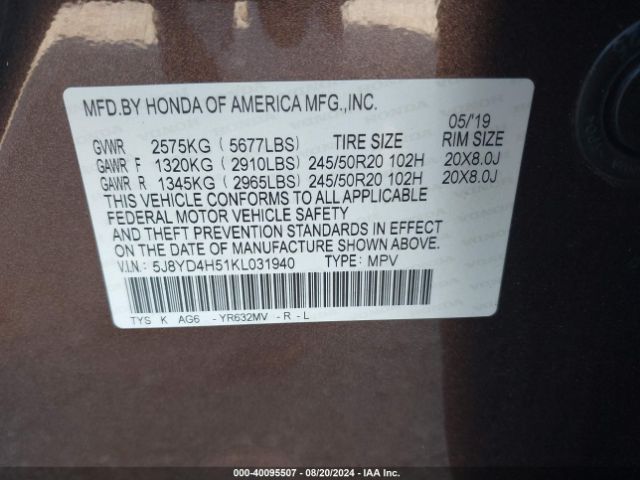 MFD.BY HONDA OF AMERICA MFG.,INC.
05/'19
GVWR 2575KG ( 5677LBS) TIRE SIZE RIM SIZE
GAWR F 1320KG ( 2910LBS) 245/50R20 102H 20X8.0J
GAWR R 1345KG ( 2965LBS) 245/50R20 102H 20X8.0J
THIS VEHICLE CONFORMS TO ALL APPLICABLE
FEDERAL MOTOR VEHICLE SAFETY
AND THEFT PREVENTION STANDARDS IN EFFECT
ON THE DATE OF MANUFACTURE SHOWN ABOVE.
V.I.N: 5J8YD4H51KL031940 TYPE: MPV
TYS K AG6 -YR632MV -R -L
000-40095507 - 08/20/2024 - IAA Inc.